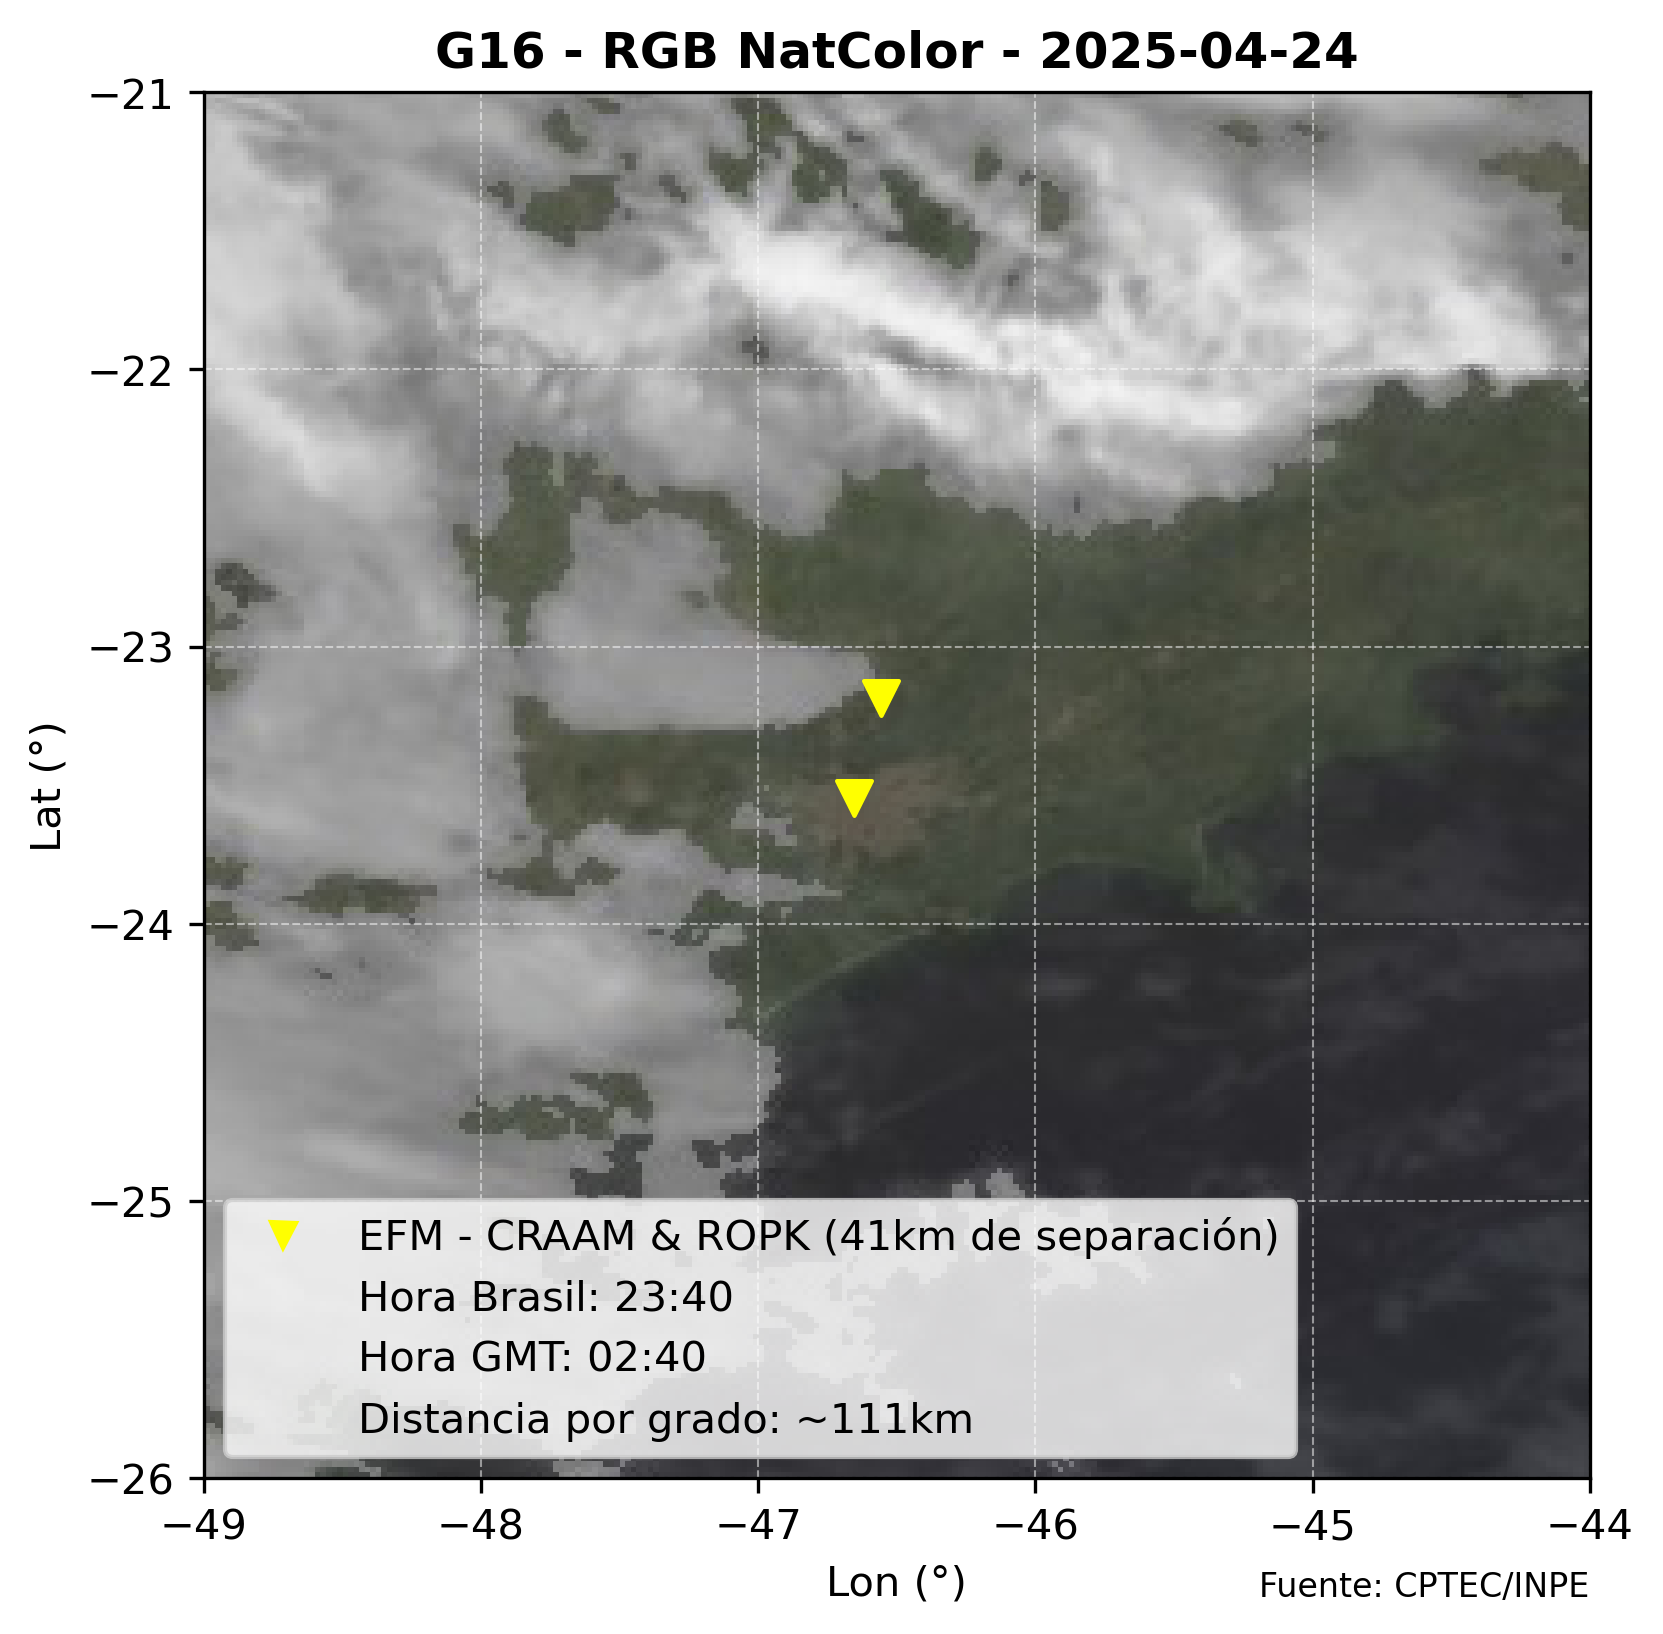 G16 - RGB NatColor - 2025-04-24
−21
−22
−23
−24
−25
−26
Lat (°)
EFM - CRAAM & ROPK (41km de separación)
Hora Brasil: 23:40
Hora GMT: 02:40
Distancia por grado: ~111km
−49 −48 −47 −46 −45 −44
Lon (°)
Fuente: CPTEC/INPE